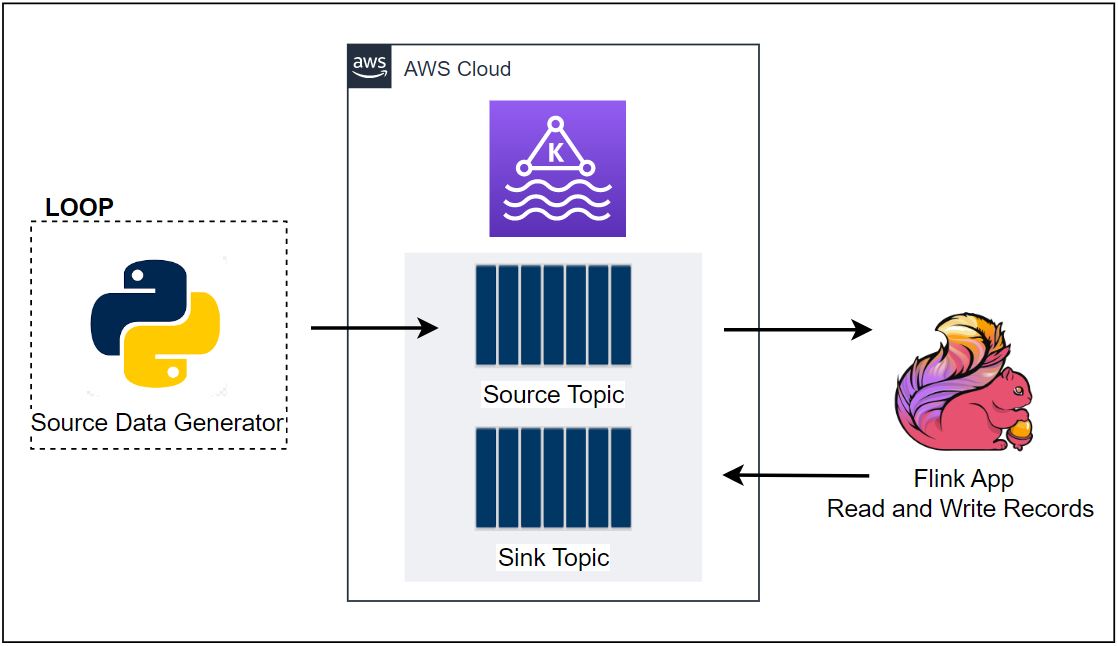 aws
AWS Cloud
K
LOOP
Source Data Generator
Source Topic
Sink Topic
Flink App
Read and Write Records